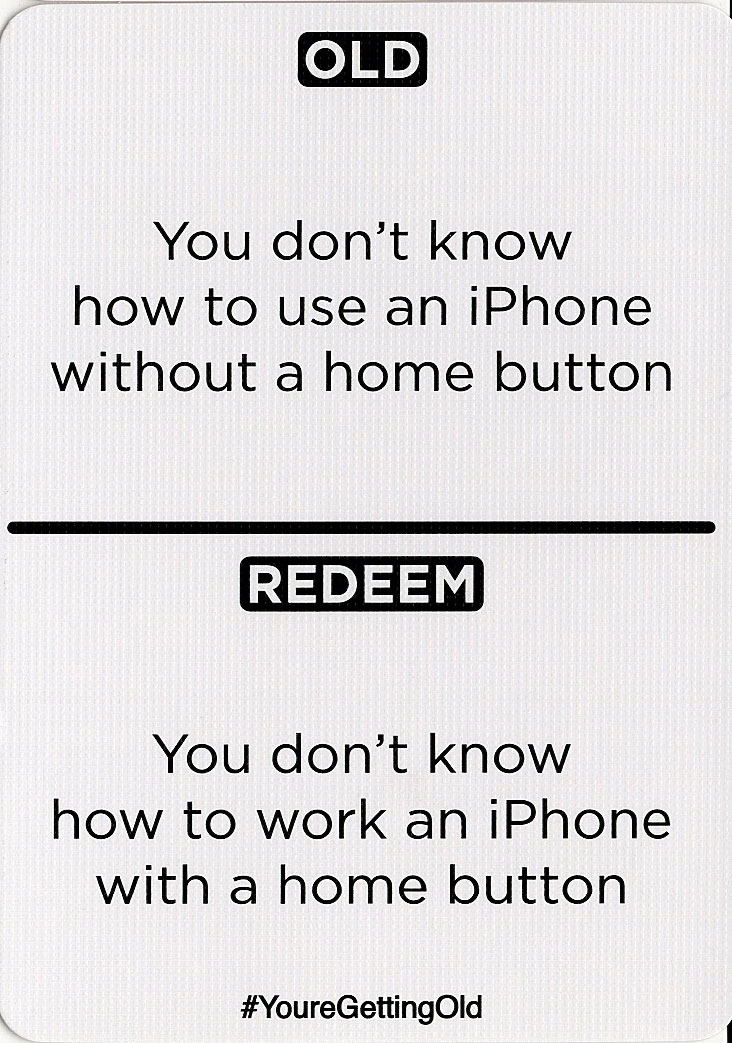 OLD
You don’t know
how to use an iPhone
without a home button
REDEEM
You don’t know
how to work an iPhone
with a home button
#YoureGettingOld